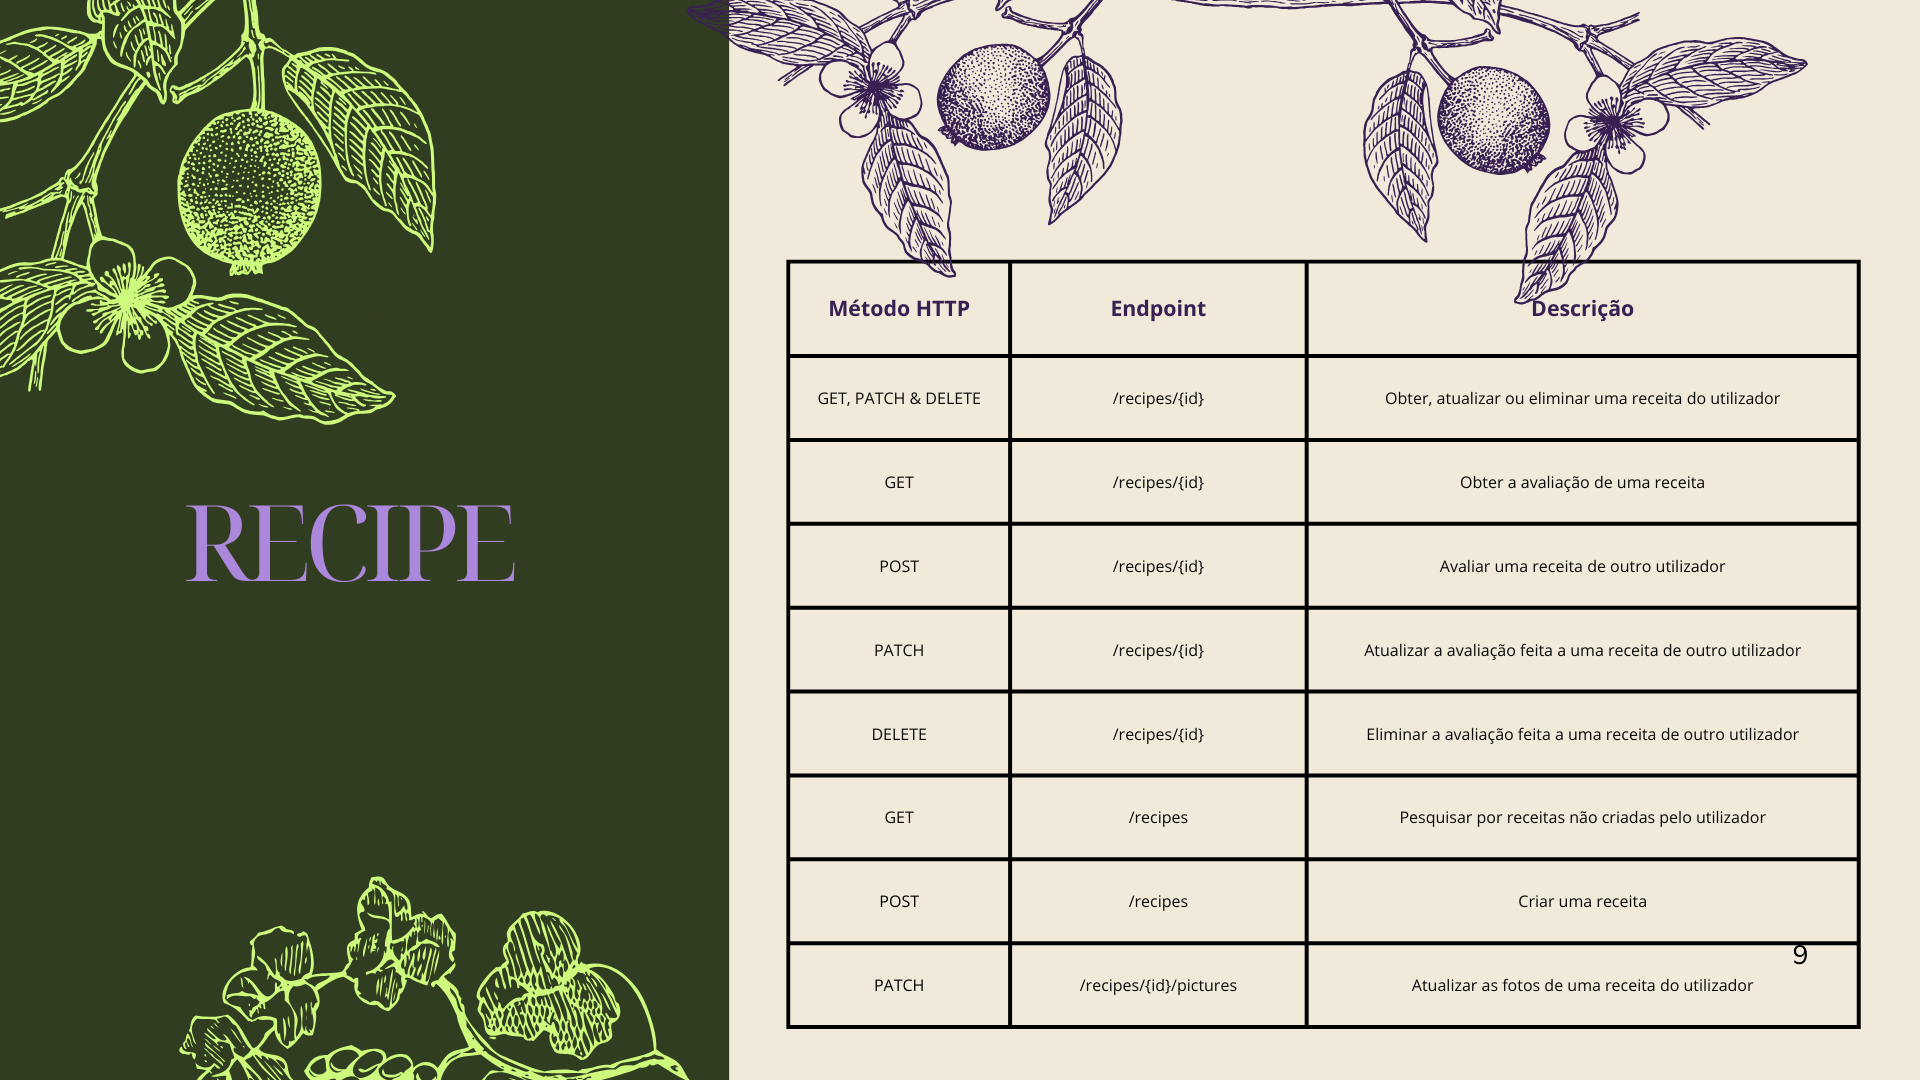 RECIPE
Método HTTP Endpoint Descrição
GET, PATCH & DELETE /recipes/{id} Obter, atualizar ou eliminar uma receita do utilizador
GET /recipes/{id} Obter a avaliação de uma receita
POST /recipes/{id} Avaliar uma receita de outro utilizador
PATCH /recipes/{id} Atualizar a avaliação feita a uma receita de outro utilizador
DELETE /recipes/{id} Eliminar a avaliação feita a uma receita de outro utilizador
GET /recipes Pesquisar por receitas não criadas pelo utilizador
POST /recipes Criar uma receita
PATCH /recipes/{id}/pictures Atualizar as fotos de uma receita do utilizador
9